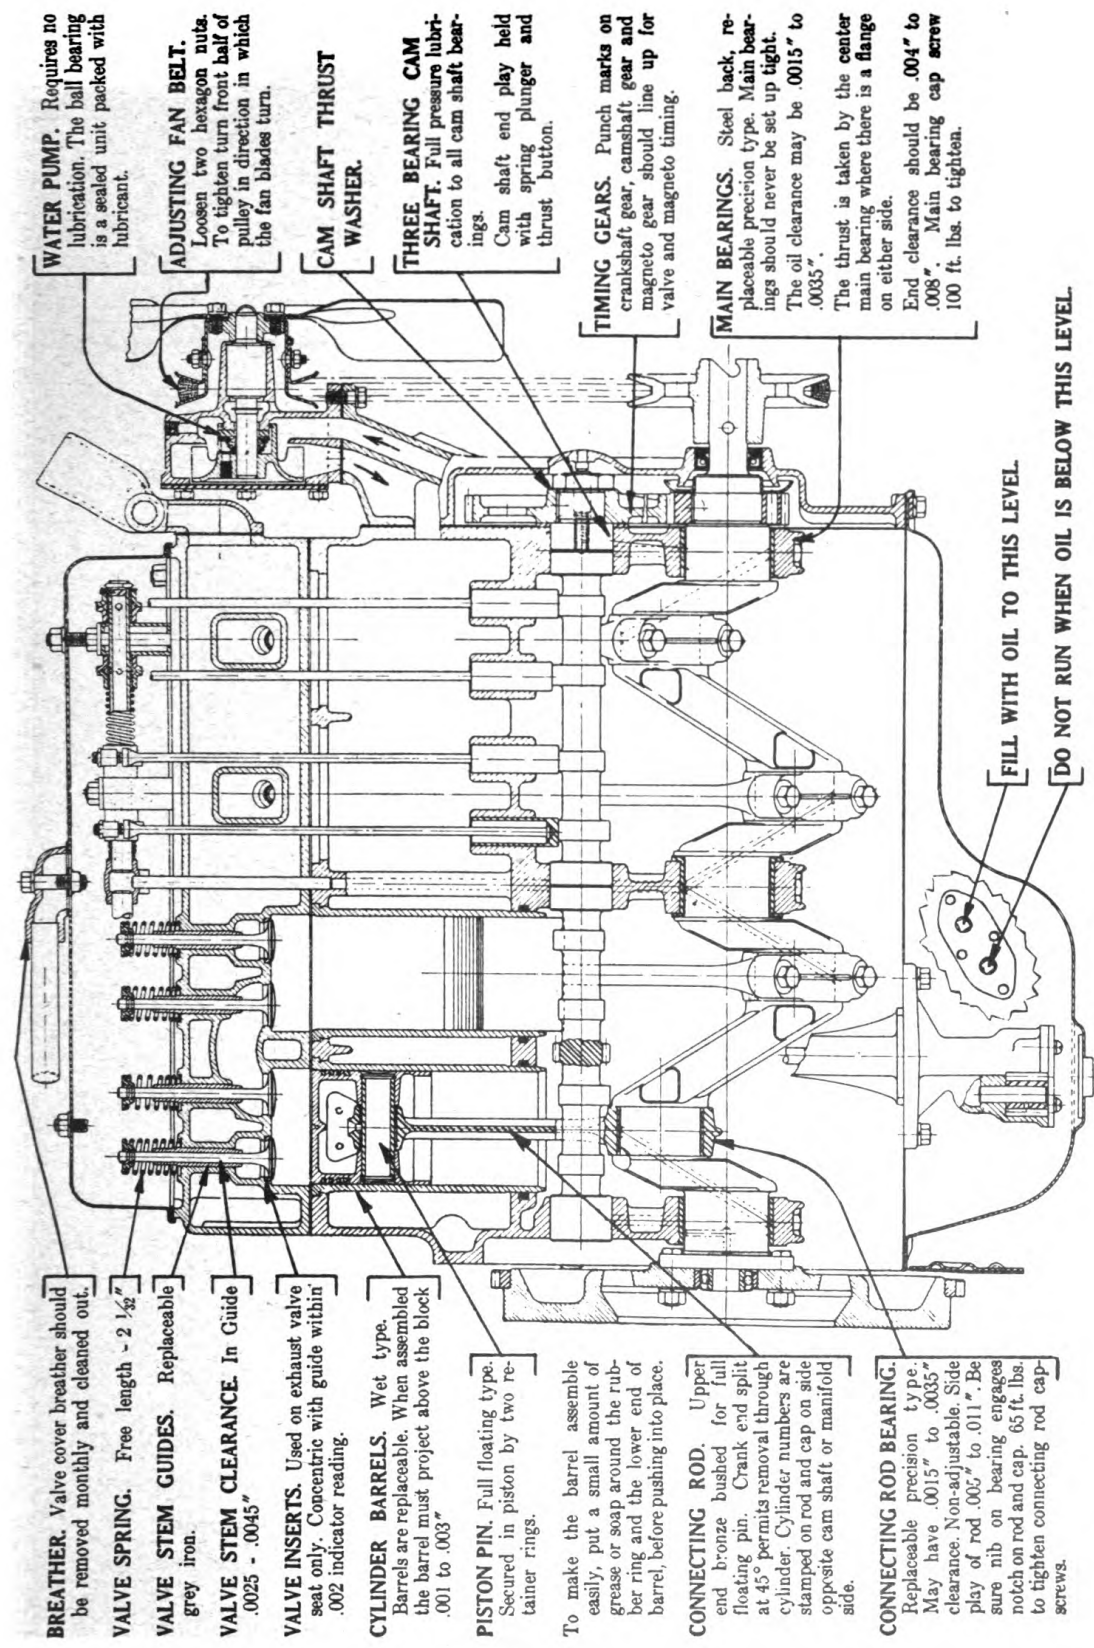 BREATHER. Valve cover breather should
be removed monthly and cleaned out.
VALVE SPRING. Free length - 2 1/32"
VALVE STEM GUIDES. Replaceable
grey iron.
VALVE STEM CLEARANCE. In Guide
.0025 - .0045"
VALVE INSERTS. Used on exhaust valve
seat only. Concentric with guide within
.002 indicator reading.
CYLINDER BARRELS. Wet type.
Barrels are replaceable. When assembled
the barrel must project above the block
.001 to .003"
PISTON PIN. Full floating type.
Secured in piston by two re-
tainer rings.
To make the barrel assemble
easily, put a small amount of
grease or soap around the rub-
ber ring and the lower end of
barrel, before pushing into place.
CONNECTING ROD. Upper
end bronze bushed for full
floating pin. Crank end split
at 45° permits removal through
cylinder. Cylinder numbers are
stamped on rod and cap on side
opposite cam shaft or manifold
side.
CONNECTING ROD BEARING.
Replaceable precision type.
May have .0015" to .0035"
clearance. Non-adjustable. Side
play of rod .005" to .011". Be
sure nib on bearing engages
notch on rod and cap. 65 ft. lbs.
to tighten connecting rod cap-
screws.
WATER PUMP. Requires no
lubrication. The ball bearing
is a sealed unit packed with
lubricant.
ADJUSTING FAN BELT.
Loosen two hexagon nuts.
To tighten turn front half of
pulley in direction in which
the fan blades turn.
CAM SHAFT THRUST
WASHER.
THREE BEARING CAM
SHAFT. Full pressure lubri-
cation to all cam shaft bear-
ings.
Cam shaft end play held
with spring plunger and
thrust button.
TIMING GEARS. Punch marks on
crankshaft gear, camshaft gear and
magneto gear should line up for
valve and magneto timing.
MAIN BEARINGS. Steel back, re-
placeable precision type. Main bear-
ings should never be set up tight.
The oil clearance may be .0015" to
.0035".
The thrust is taken by the center
main bearing where there is a flange
on either side.
End clearance should be .004" to
.008". Main bearing cap screw
100 ft. lbs. to tighten.
FILL WITH OIL TO THIS LEVEL.
DO NOT RUN WHEN OIL IS BELOW THIS LEVEL.